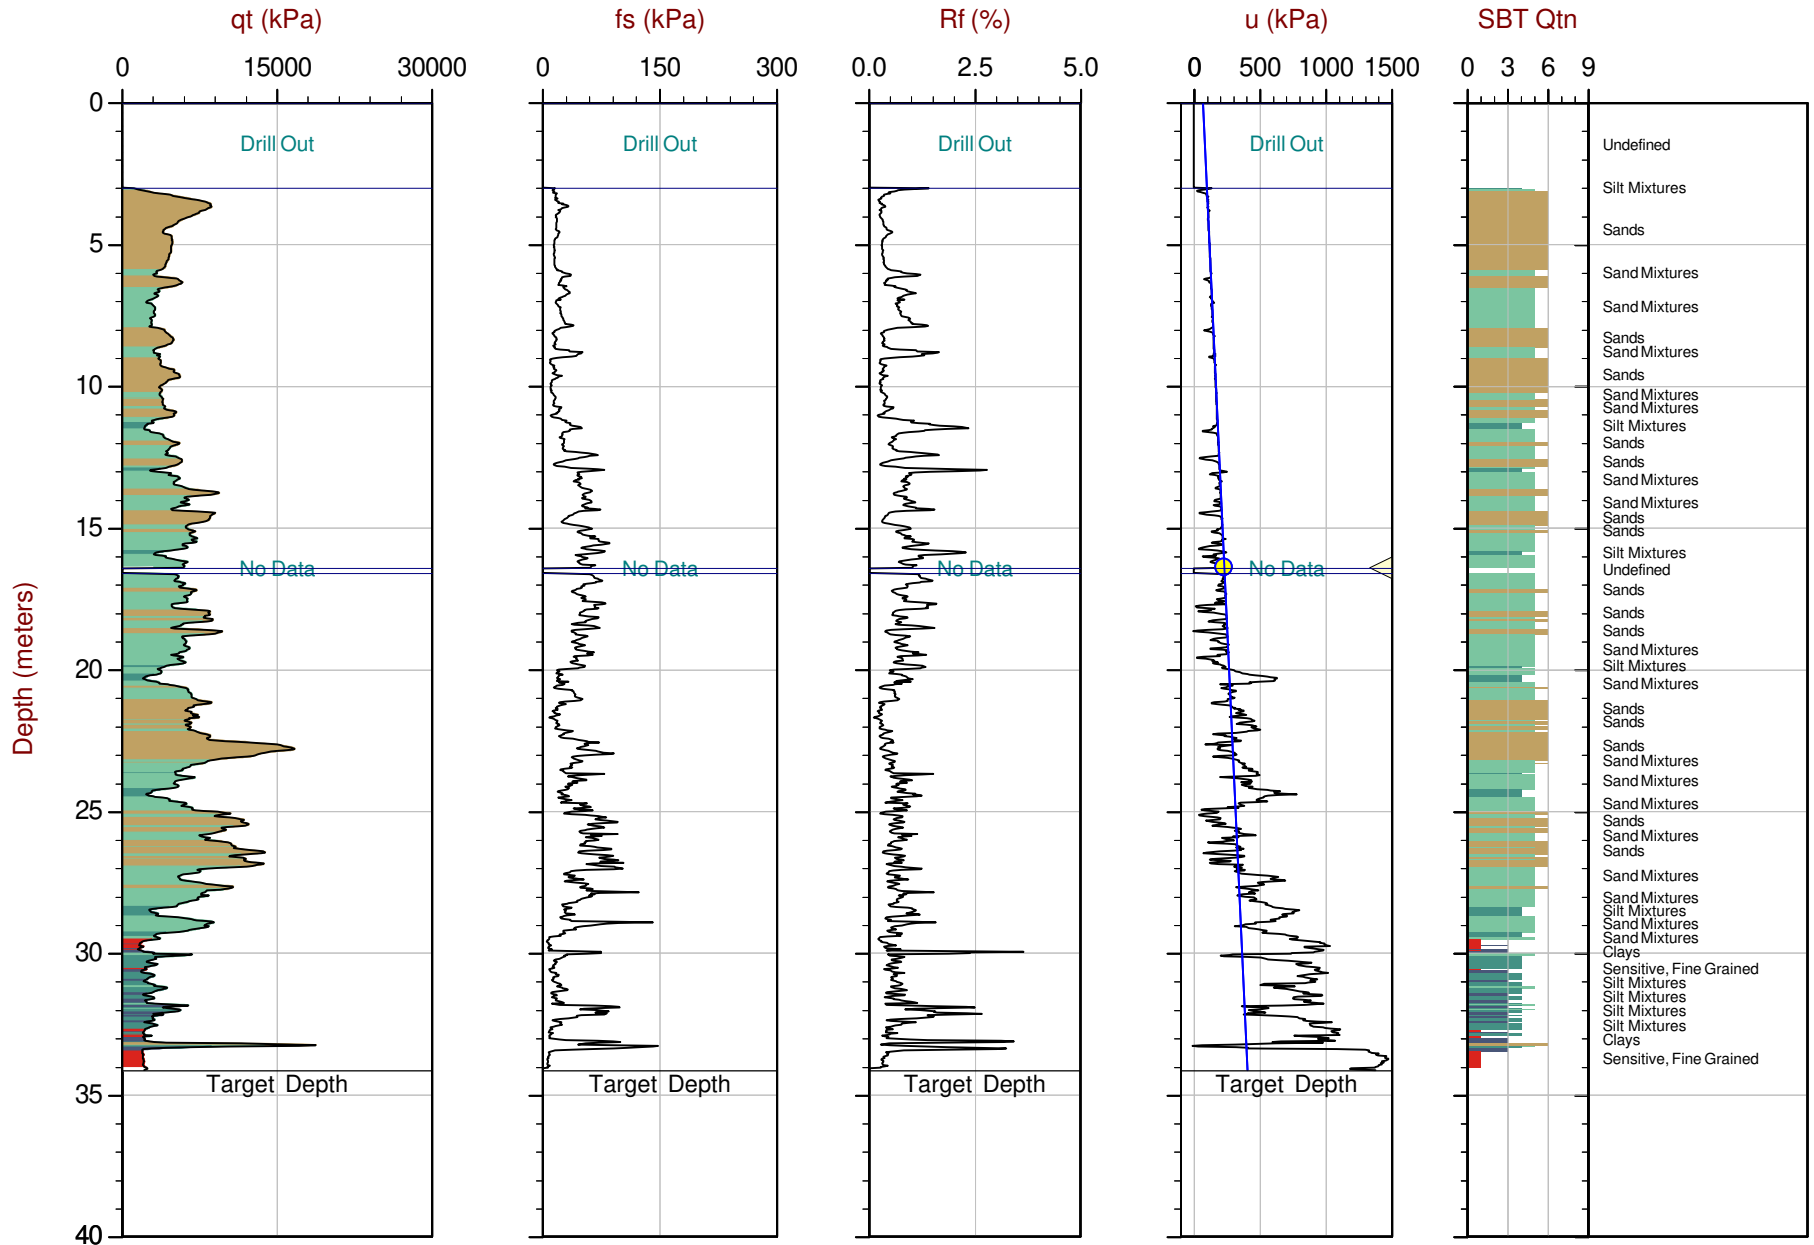 qt (kPa) fs (kPa) Rf (%) u (kPa) SBT Qtn
0 15000 30000 0 150 300 0.0 2.5 5.0 0 500 1000 1500 0 3 6 9
0
Drill Out Drill Out Drill Out Drill Out Undefined
Silt Mixtures
Sands
5
Sand Mixtures
Sand Mixtures
Sands
Sand Mixtures
Sands
10
Sand Mixtures
Sand Mixtures
Silt Mixtures
Sands
Sands
Sand Mixtures
Sand Mixtures
Sands
15
Sands
Silt Mixtures
No Data No Data No Data No Data Undefined
Sands
Sands
Sands
Sand Mixtures
Silt Mixtures
20
Sand Mixtures
Sands
Sands
Depth (meters)
Sands
Sand Mixtures
Sand Mixtures
Sand Mixtures
25
Sands
Sand Mixtures
Sands
Sand Mixtures
Sand Mixtures
Silt Mixtures
Sand Mixtures
Sand Mixtures
Clays
30
Sensitive, Fine Grained
Silt Mixtures
Silt Mixtures
Silt Mixtures
Silt Mixtures
Clays
Sensitive, Fine Grained
Target Depth Target Depth Target Depth Target Depth
35
40